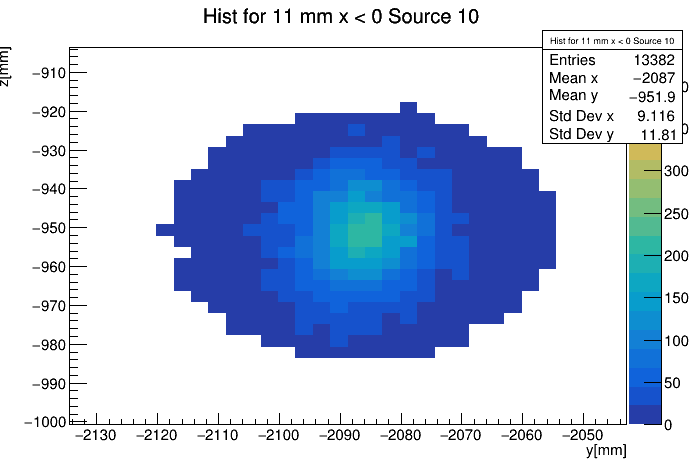 Hist for 11 mm x < 0 Source 10
z[mm]
Hist for 11 mm x < 0 Source 10
Entries 13382
Mean x −2087
Mean y −951.9
Std Dev x 9.116
Std Dev y 11.81
−910
−920
−930
−940
−950
−960
−970
−980
−990
−1000
−2130 −2120 −2110 −2100 −2090 −2080 −2070 −2060 −2050
y[mm]
300
250
200
150
100
50
0